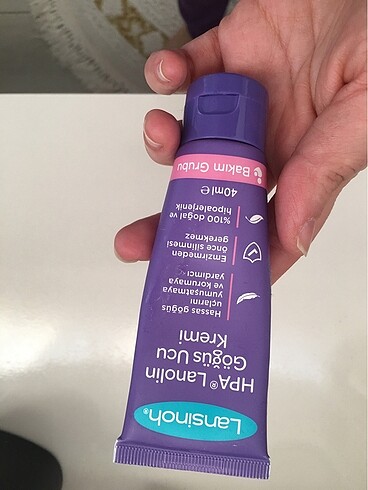 Lansinoh®
HPA® Lanolin
Göğüs Ucu
Kremi
Hassas göğüs
uçlarını
yumuşatmaya
ve korumaya
yardımcı
Emzirmeden
önce silinmesi
gerekmez
%100 doğal ve
hipoalerjenik
40ml ℮
Bakım Grubu